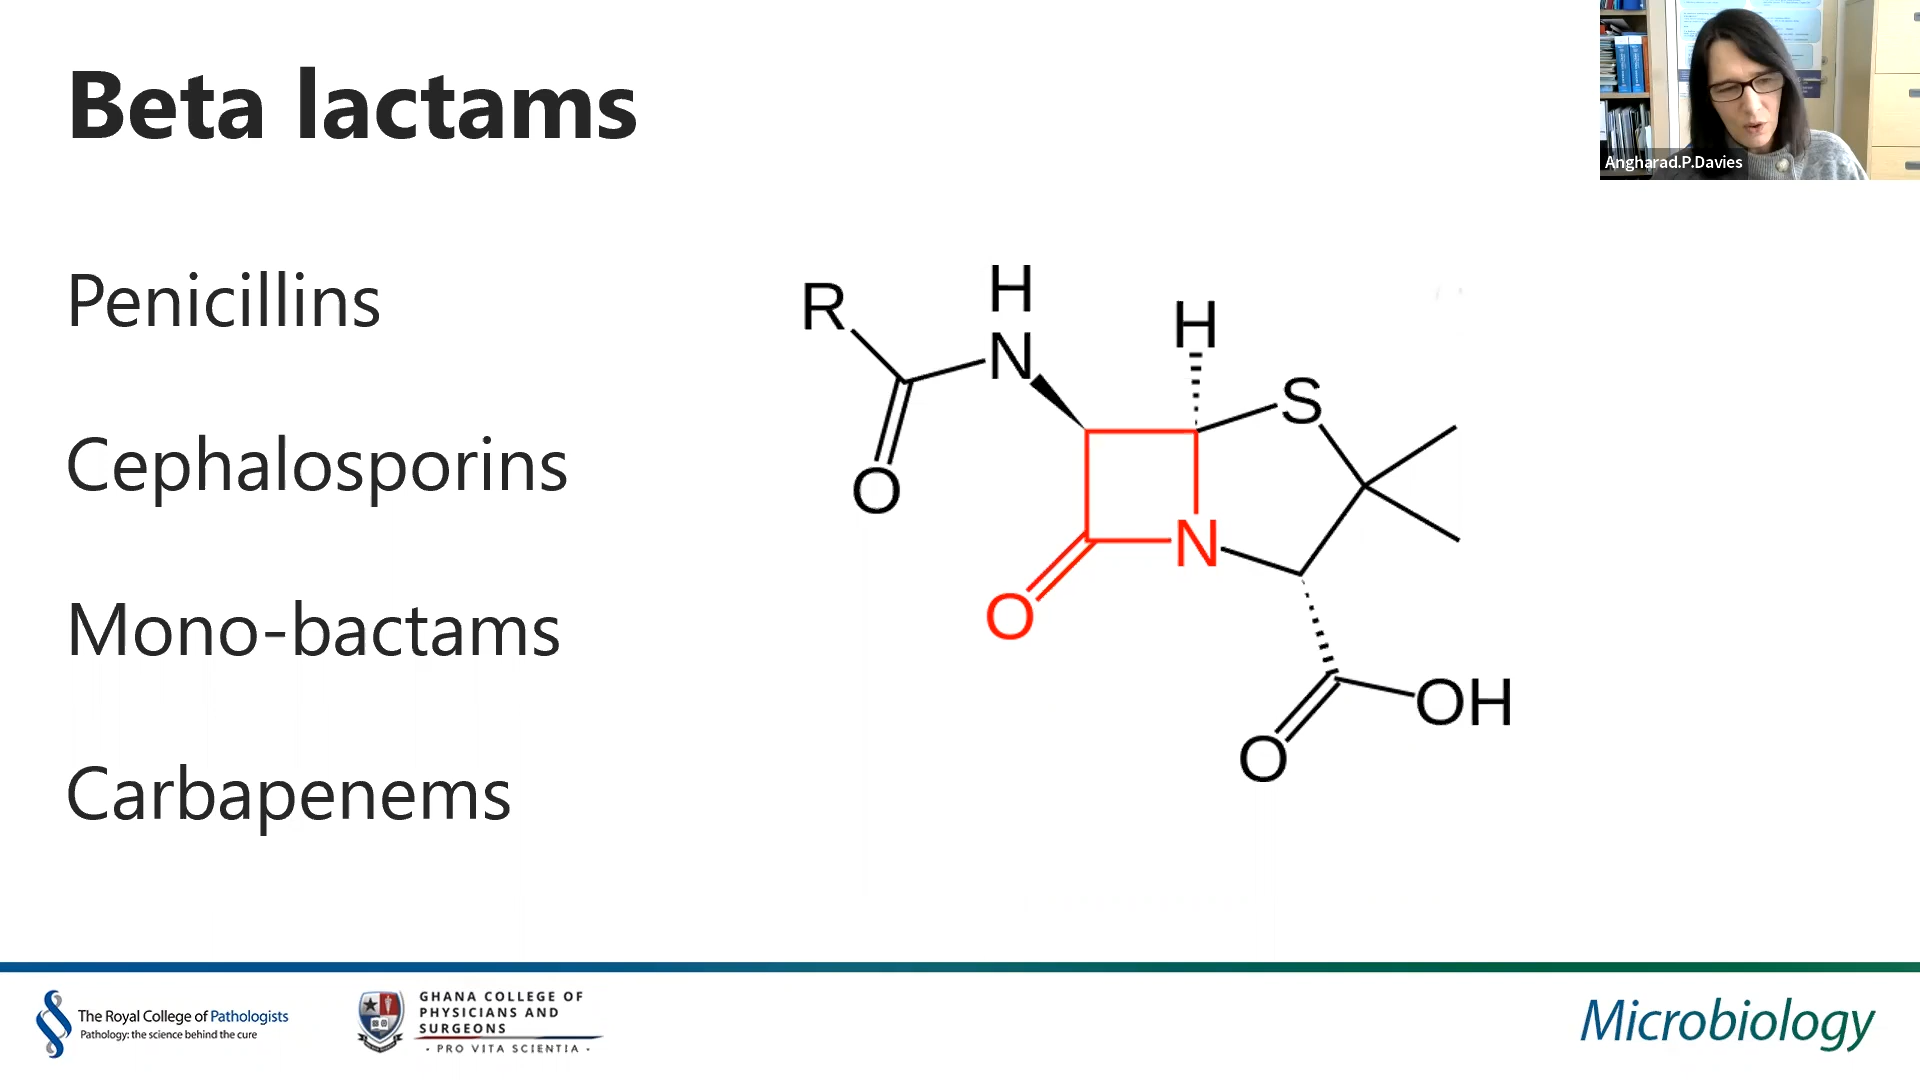 Beta lactams
Angharad.P.Davies
Penicillins
Cephalosporins
Mono-bactams
Carbapenems
R
H
N
H
S
O
N
O
OH
O
The Royal College of Pathologists
Pathology: the science behind the cure
GHANA COLLEGE OF
PHYSICIANS AND
SURGEONS
- PRO VITA SCIENTIA -
Microbiology